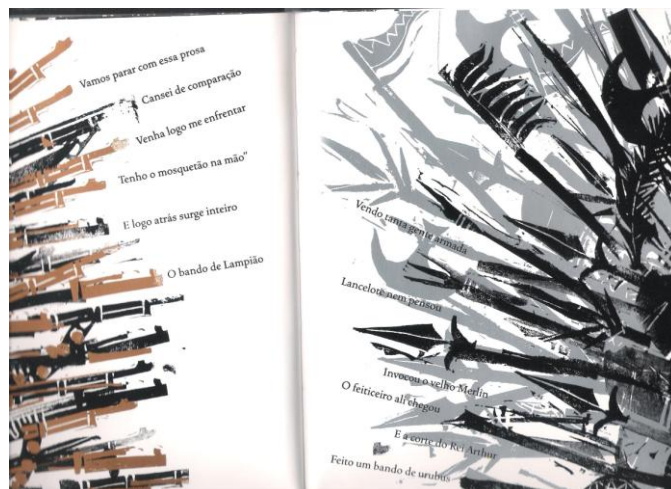 Vamos parar com essa prosa
Cansei de comparação
Venha logo me enfrentar
Tenho o mosquetão na mão”
E logo atrás surge inteiro
O bando de Lampião
Vendo tanta gente armada
Lancelote nem pensou
Invocou o velho Merlin
O feiticeiro ali chegou
E a corte do Rei Arthur
Feito um bando de urubus